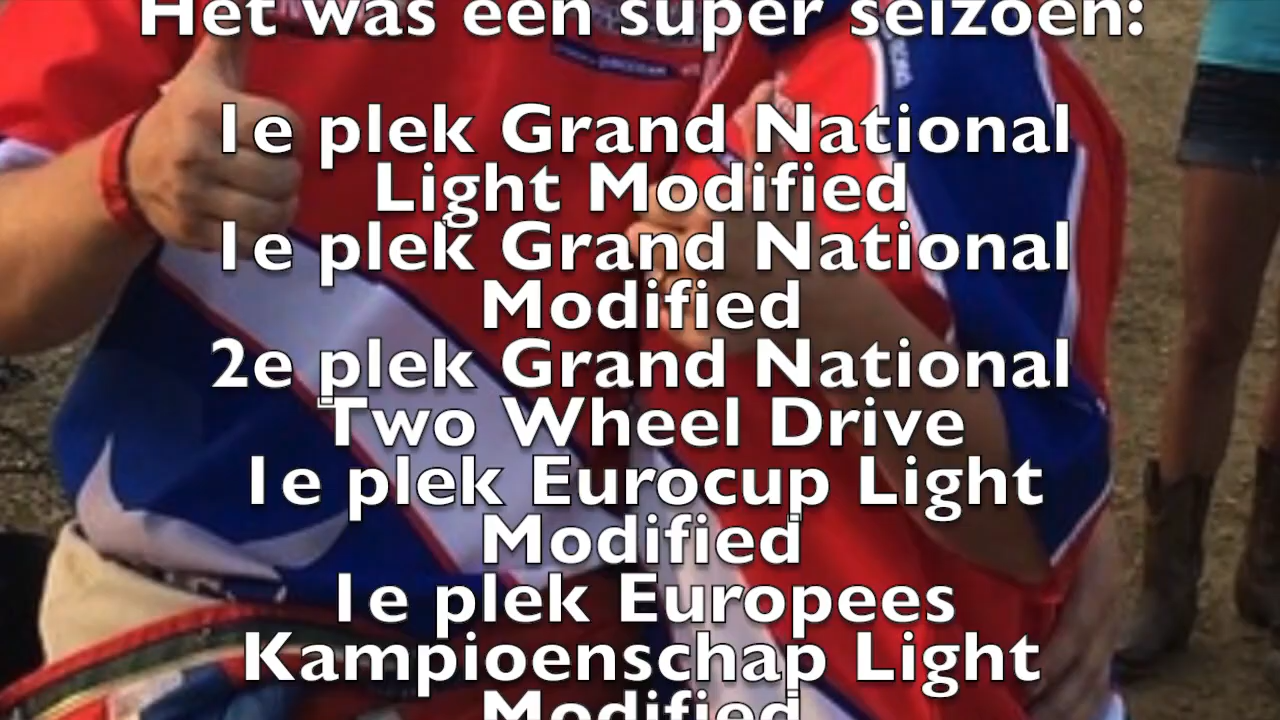 Het was een super seizoen:
1e plek Grand National
Light Modified
1e plek Grand National
Modified
2e plek Grand National
Two Wheel Drive
1e plek Eurocup Light
Modified
1e plek Europees
Kampioenschap Light
Modified